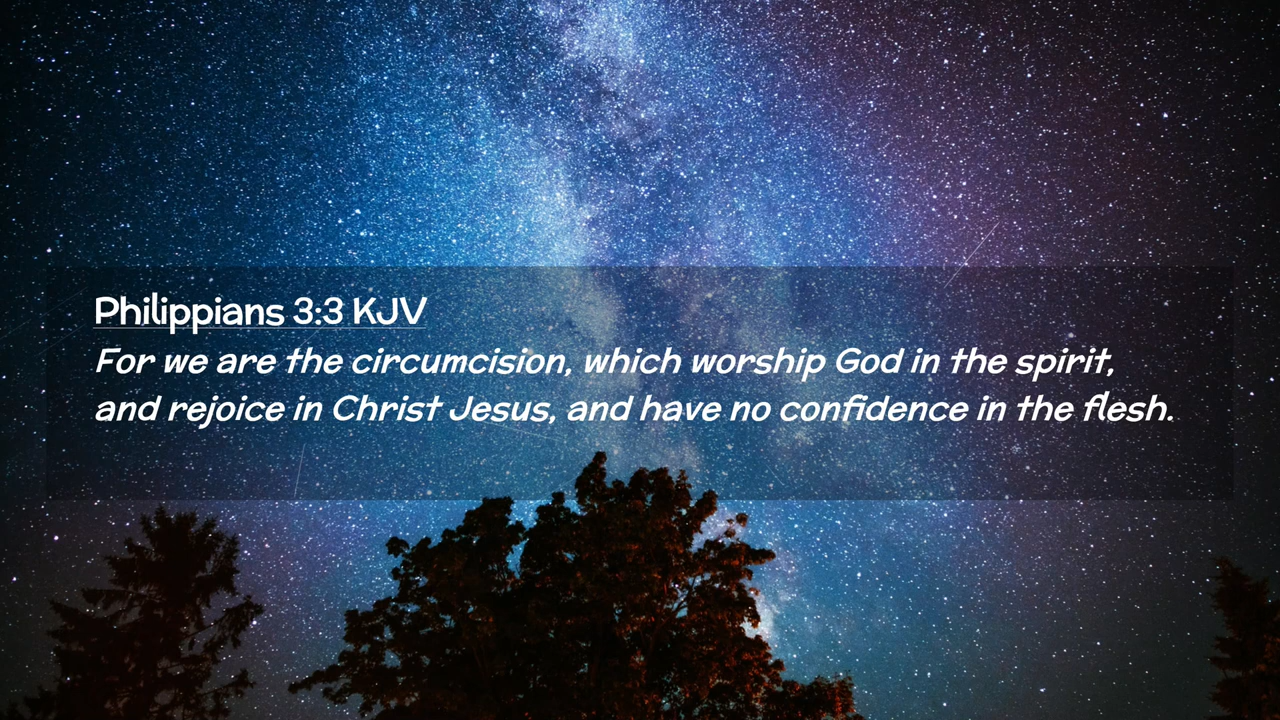 Philippians 3:3 KJV
For we are the circumcision, which worship God in the spirit,
and rejoice in Christ Jesus, and have no confidence in the flesh.